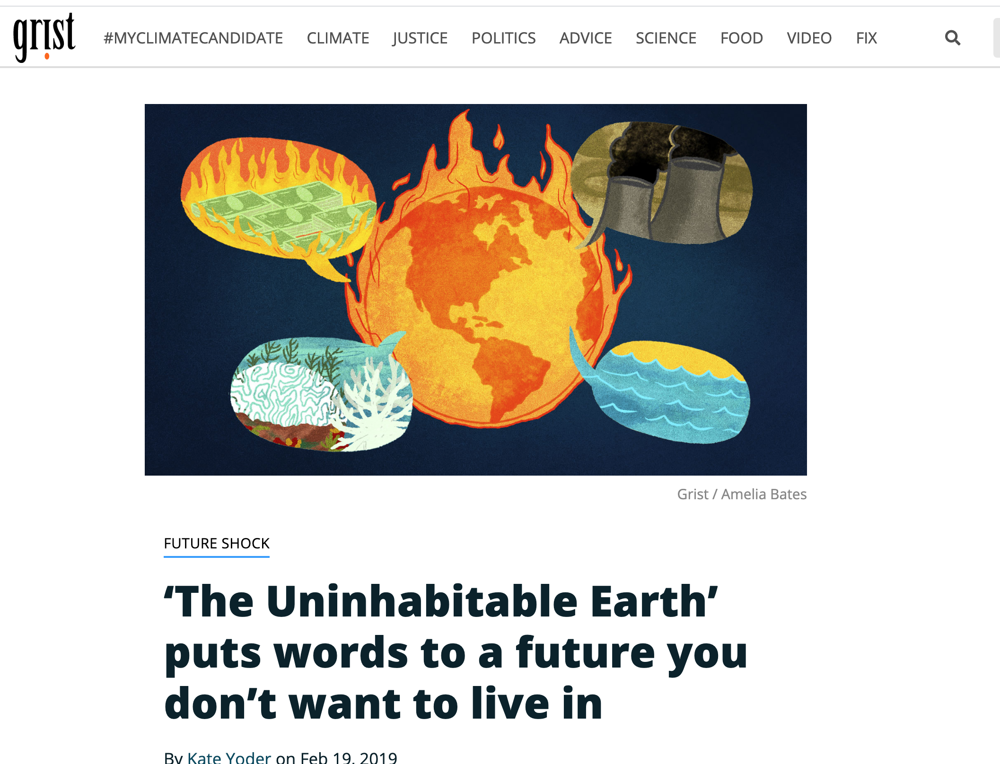 grist
#MYCLIMATECANDIDATE CLIMATE JUSTICE POLITICS ADVICE SCIENCE FOOD VIDEO FIX
Grist / Amelia Bates
FUTURE SHOCK
‘The Uninhabitable Earth’
puts words to a future you
don’t want to live in
By Kate Yoder on Feb 19, 2019